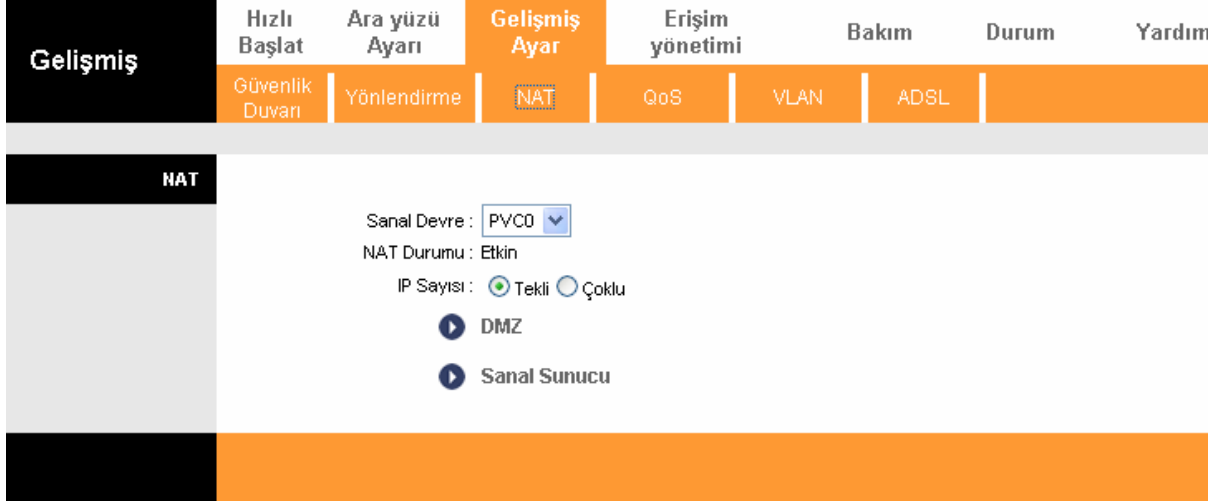 Gelişmiş
Hızlı Başlat
Ara yüzü Ayarı
Gelişmiş Ayar
Erişim yönetimi
Bakım
Durum
Yardım
Güvenlik Duvarı
Yönlendirme
NAT
QoS
VLAN
ADSL
NAT
Sanal Devre : PVC0
NAT Durumu : Etkin
IP Sayısı : Tekli Çoklu
DMZ
Sanal Sunucu